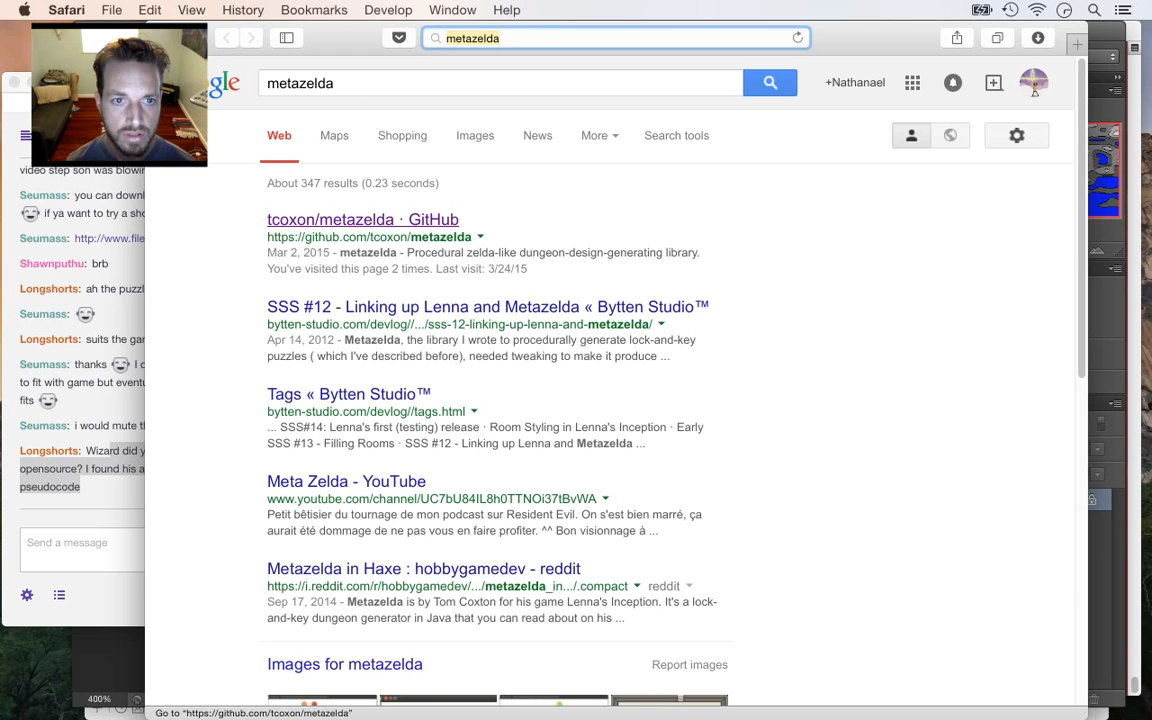 Safari File Edit View History Bookmarks Develop Window Help
metazelda
gle metazelda +Nathanael
Web Maps Shopping Images News More Search tools
About 347 results (0.23 seconds)
tcoxon/metazelda · GitHub
https://github.com/tcoxon/metazelda
Mar 2, 2015 - metazelda - Procedural zelda-like dungeon-design-generating library.
You've visited this page 2 times. Last visit: 3/24/15
SSS #12 - Linking up Lenna and Metazelda « Bytten Studio™
bytten-studio.com/devlog//.../sss-12-linking-up-lenna-and-metazelda/
Apr 14, 2012 - Metazelda, the library I wrote to procedurally generate lock-and-key
puzzles ( which I've described before), needed tweaking to make it produce ...
Tags « Bytten Studio™
bytten-studio.com/devlog//tags.html
... SSS#14: Lenna's first (testing) release · Room Styling in Lenna's Inception · Early
SSS #13 - Filling Rooms · SSS #12 - Linking up Lenna and Metazelda ...
Meta Zelda - YouTube
www.youtube.com/channel/UC7bU84IL8h0TTNOi37tBvWA
Petit bêtisier du tournage de mon podcast sur Resident Evil. On s'est bien marré, ça
aurait été dommage de ne pas vous en faire profiter. ^^ Bon visionnage à ...
Metazelda in Haxe : hobbygamedev - reddit
https://i.reddit.com/r/hobbygamedev/.../metazelda_in.../.compact reddit
Sep 17, 2014 - Metazelda is by Tom Coxton for his game Lenna's Inception. It's a lock-
and-key dungeon generator in Java that you can read about on his ...
Images for metazelda Report images
Go to "https://github.com/tcoxon/metazelda"
video step son was blowin
Seumass: you can downl
if ya want to try a sho
Seumass: http://www.file
Shawnputhu: brb
Longshorts: ah the puzzl
Seumass:
Longshorts: suits the gar
Seumass: thanks I d
to fit with game but eventu
fits
Seumass: i would mute th
Longshorts: Wizard did y
opensource? I found his a
pseudocode
Send a message
400%